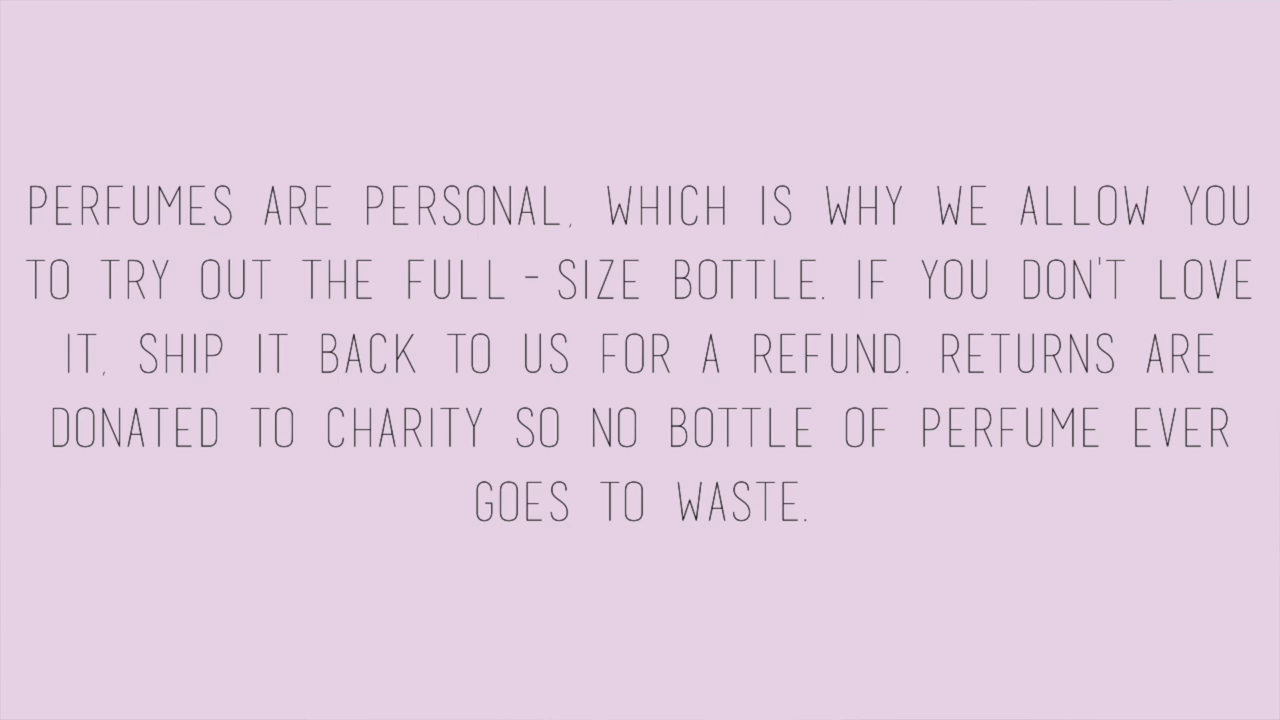 PERFUMES ARE PERSONAL, WHICH IS WHY WE ALLOW YOU
TO TRY OUT THE FULL-SIZE BOTTLE. IF YOU DON'T LOVE
IT, SHIP IT BACK TO US FOR A REFUND. RETURNS ARE
DONATED TO CHARITY SO NO BOTTLE OF PERFUME EVER
GOES TO WASTE.